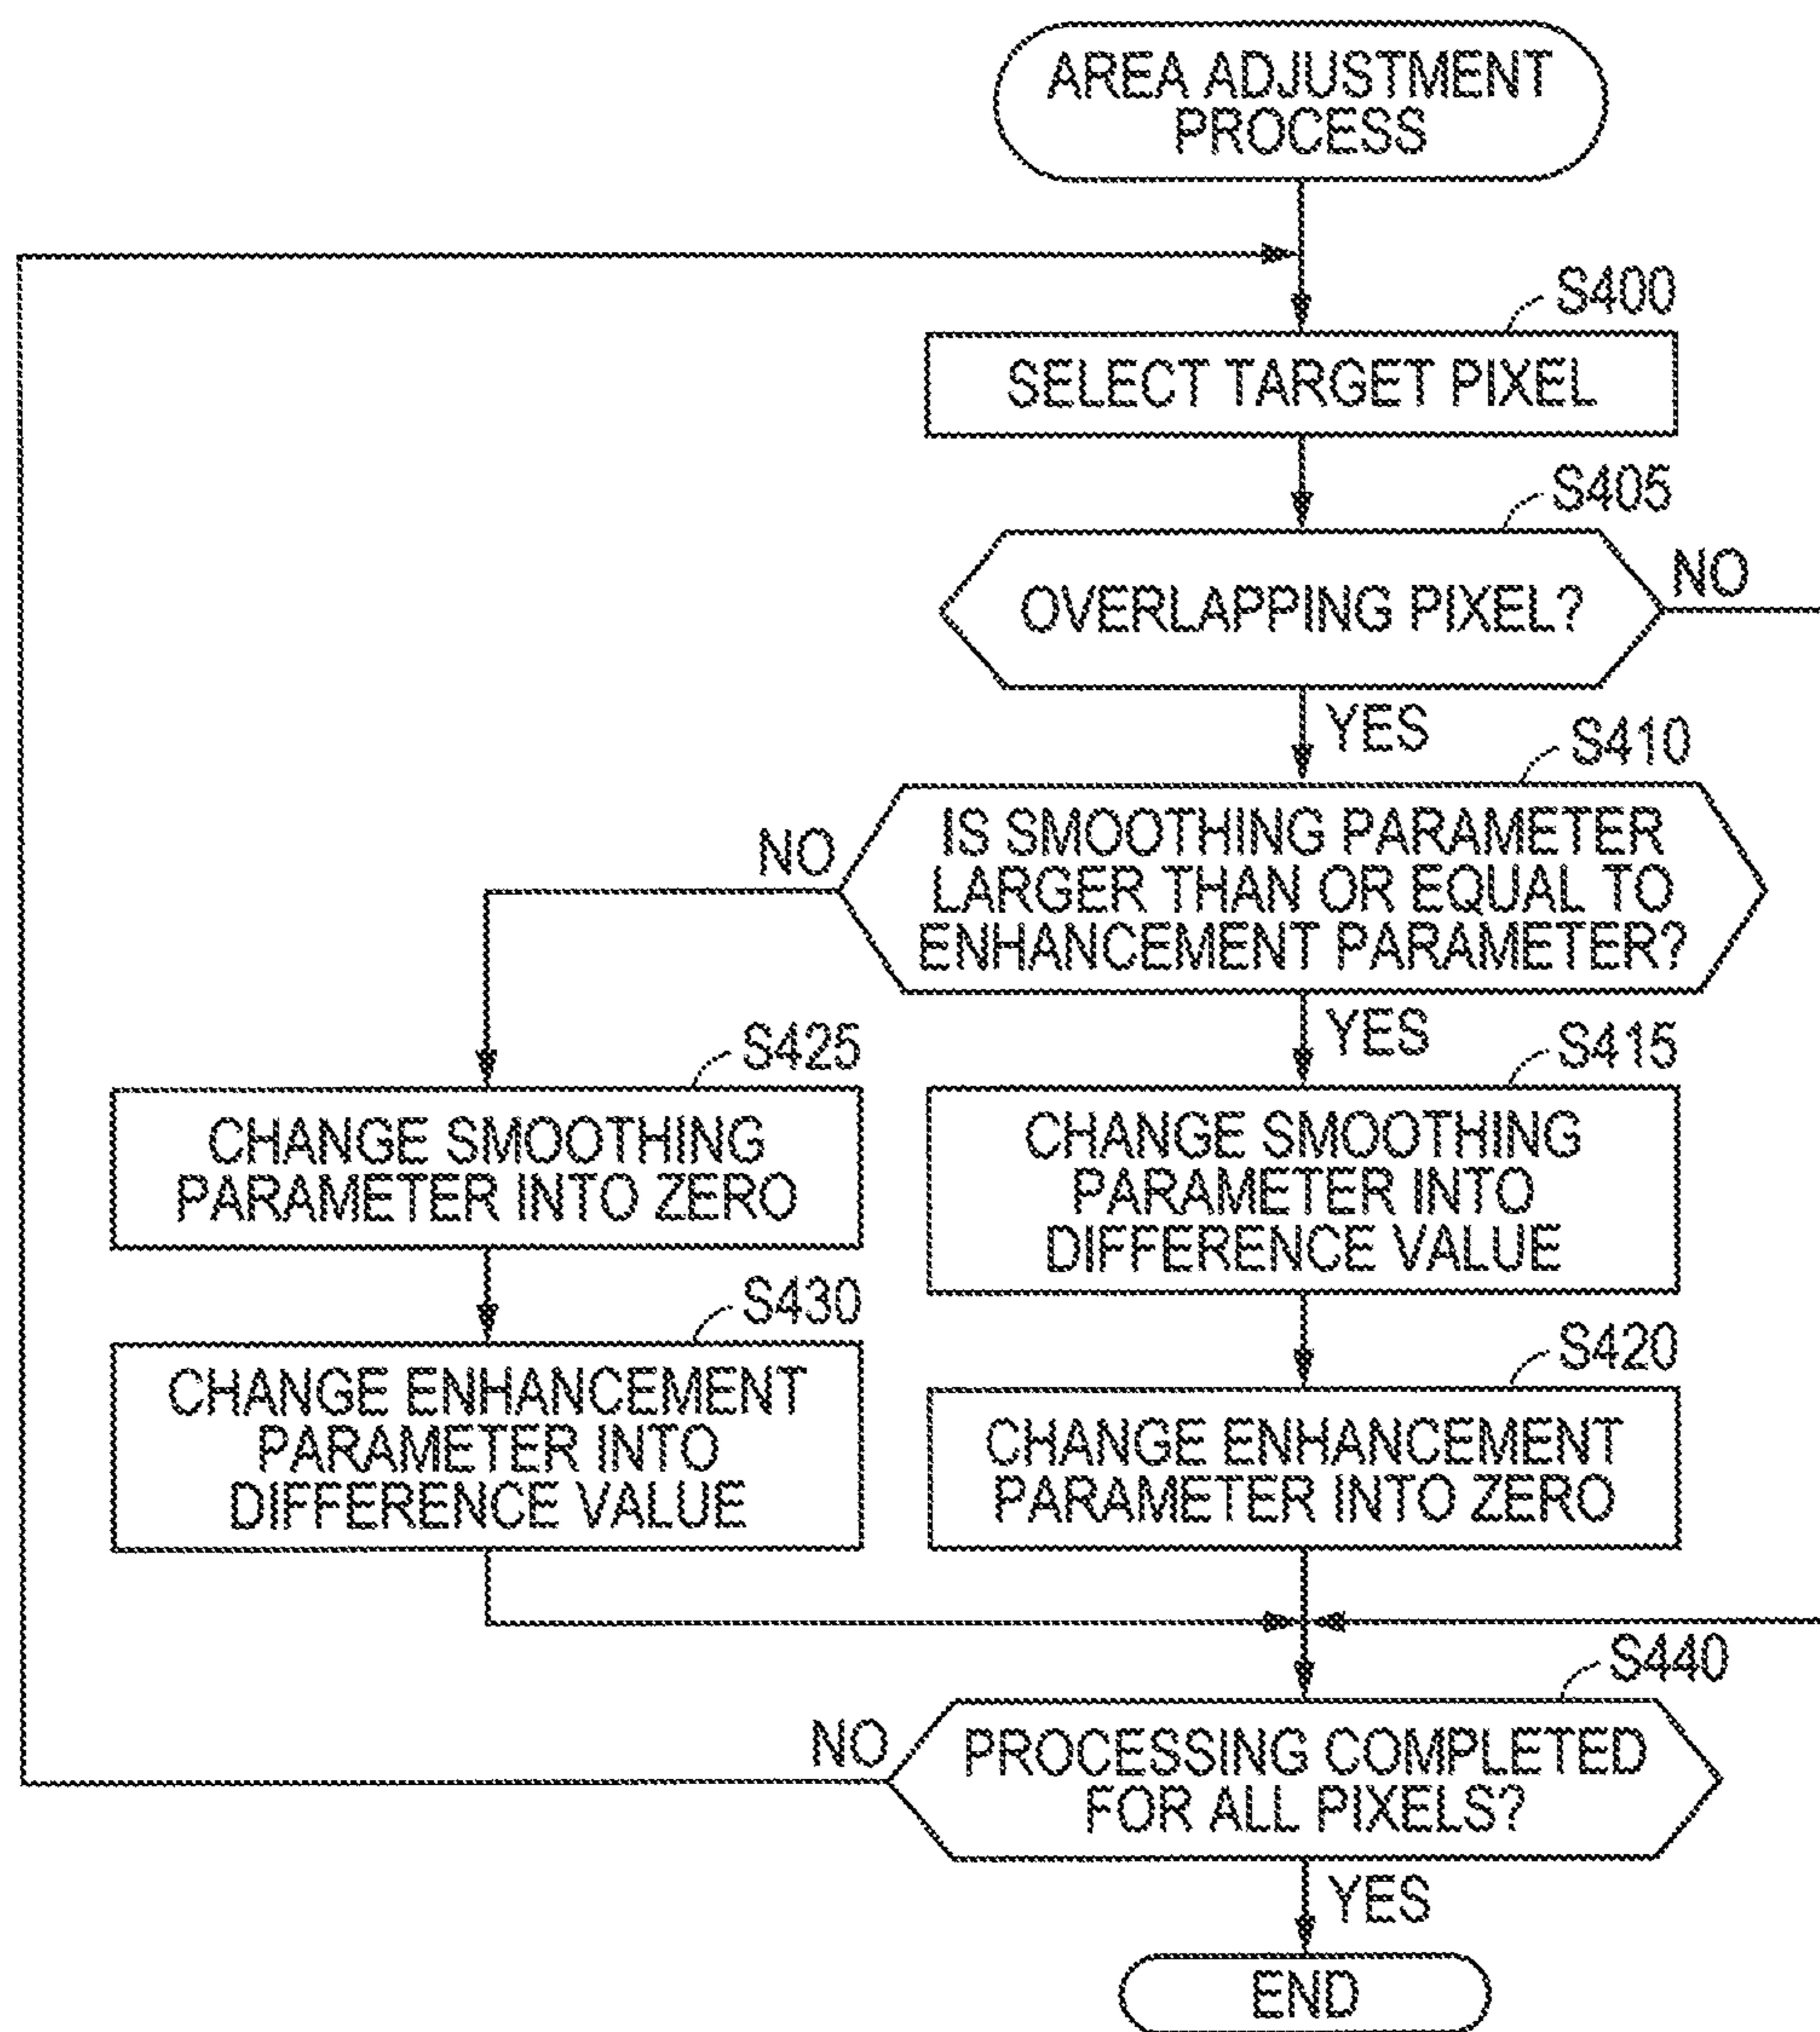 AREA ADJUSTMENT
PROCESS
S400
SELECT TARGET PIXEL
S405
OVERLAPPING PIXEL?
NO
YES
S410
IS SMOOTHING PARAMETER
LARGER THAN OR EQUAL TO
ENHANCEMENT PARAMETER?
NO
YES
S425
CHANGE SMOOTHING
PARAMETER INTO ZERO
S415
CHANGE SMOOTHING
PARAMETER INTO
DIFFERENCE VALUE
S430
CHANGE ENHANCEMENT
PARAMETER INTO
DIFFERENCE VALUE
S420
CHANGE ENHANCEMENT
PARAMETER INTO ZERO
S440
PROCESSING COMPLETED
FOR ALL PIXELS?
NO
YES
END